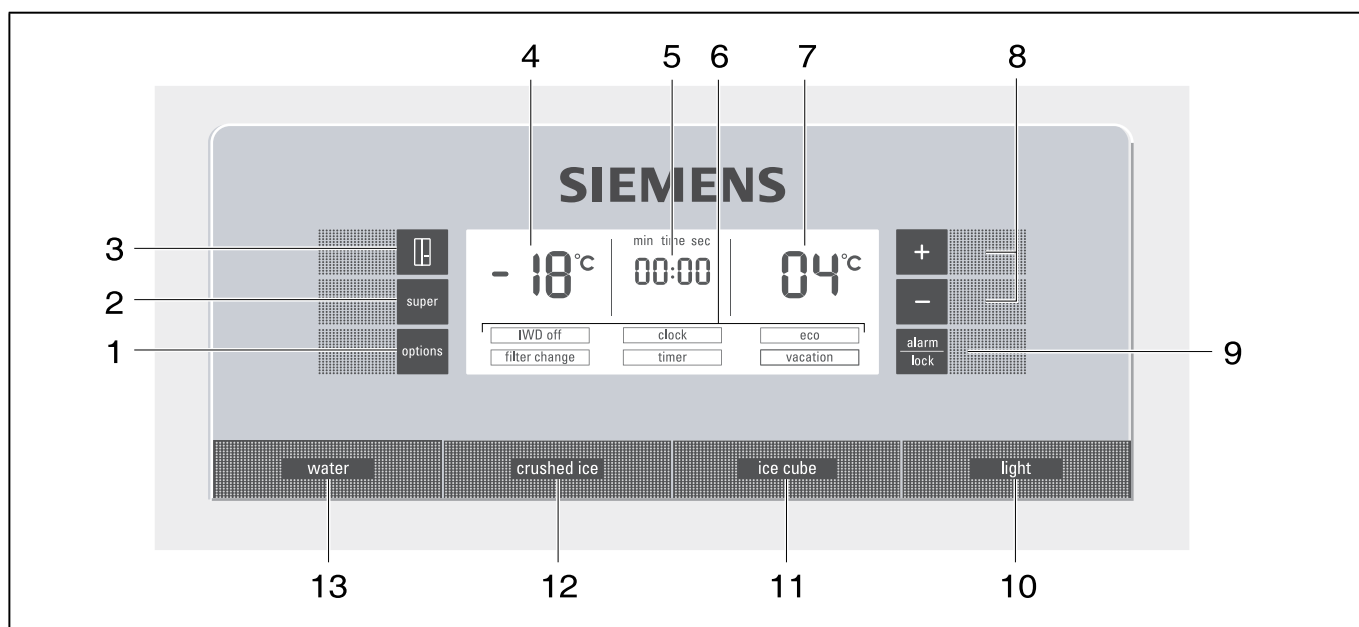 4 5 6 7 8
SIEMENS
3
min time sec
- 18 °C 00:00 04 °C
+
2 super
−
1 options
IWD off clock eco
filter change timer vacation
alarm
lock
9
water crushed ice ice cube light
13 12 11 10